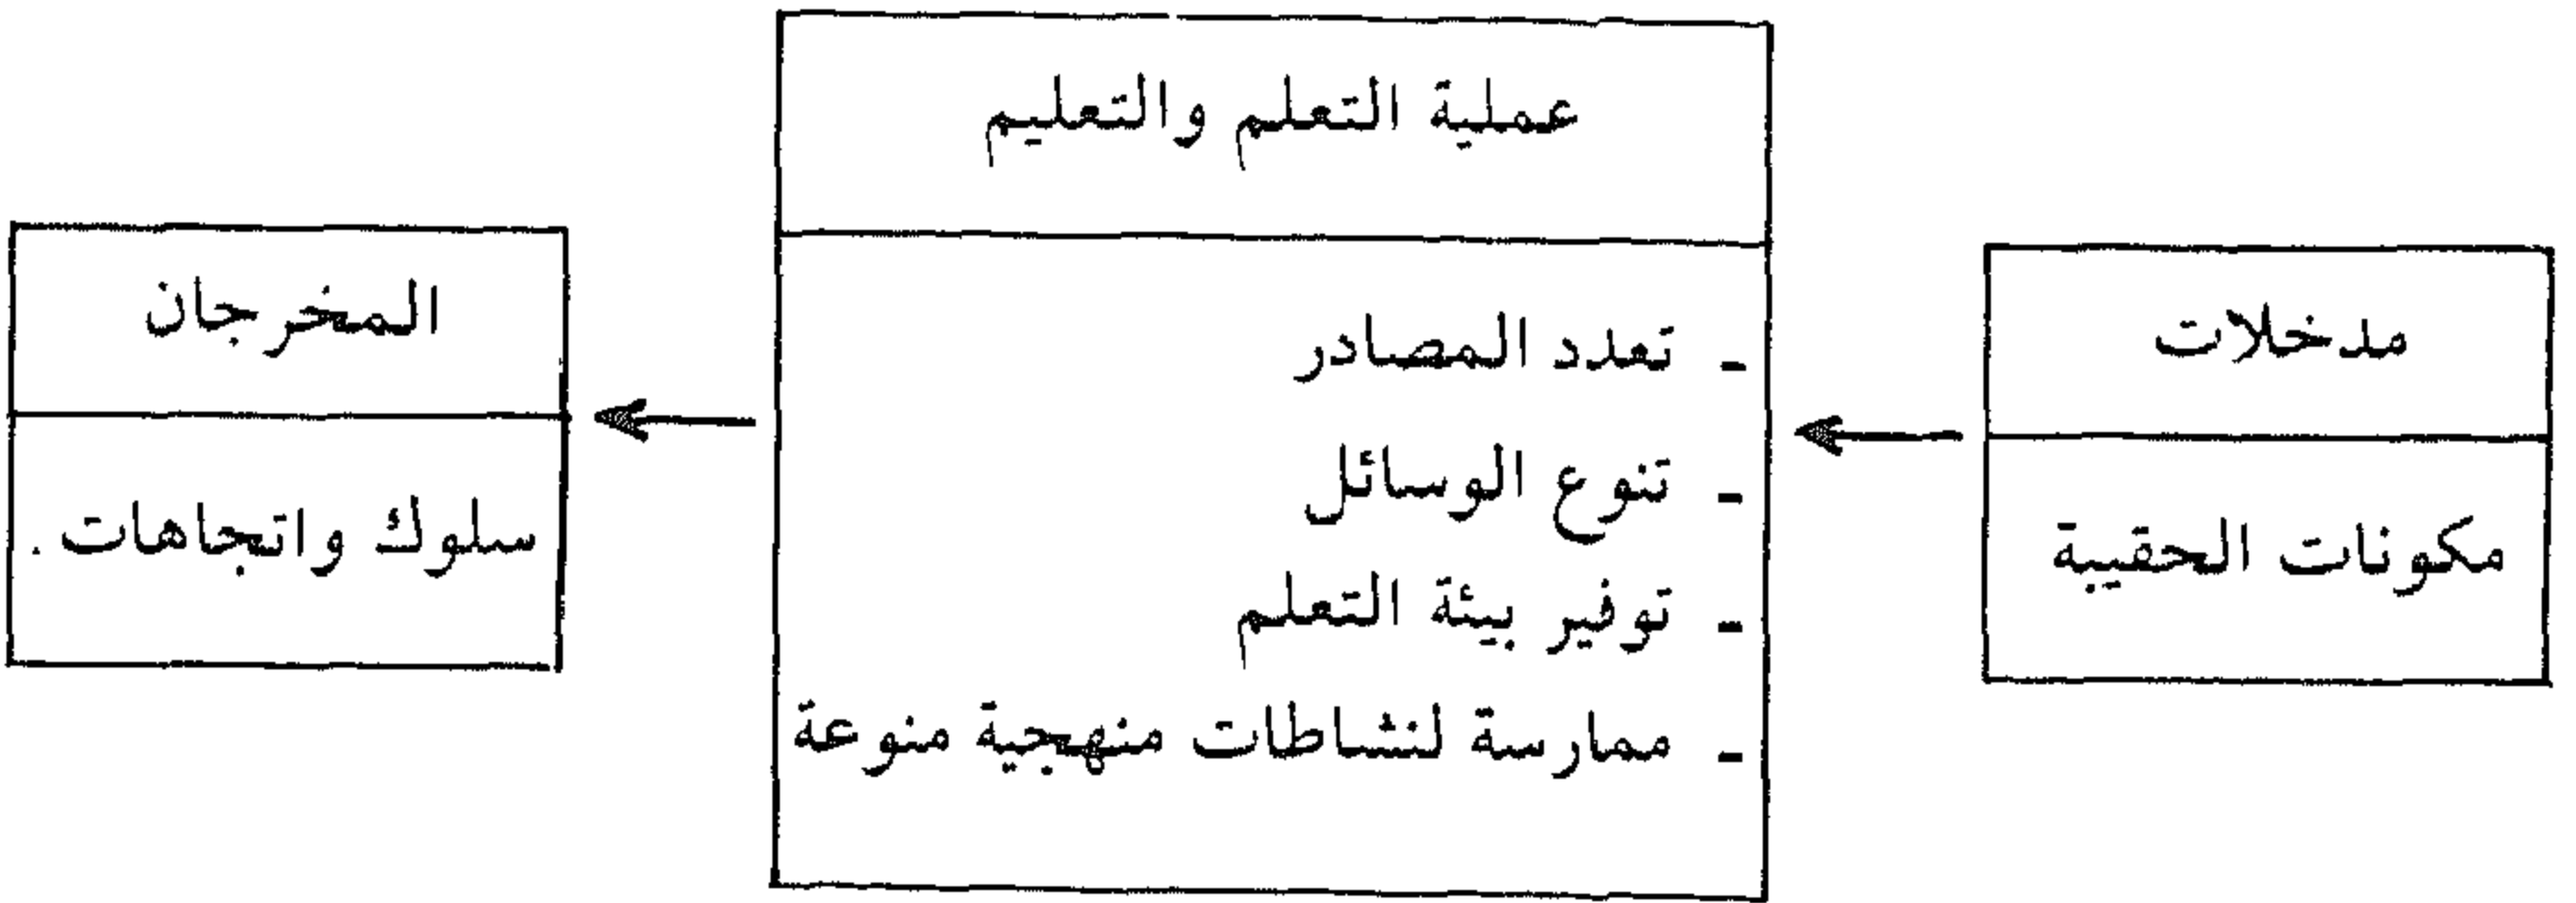 مدخلات
مكونات الحقيبة
عملية التعلم والتعليم
- تعدد المصادر
- تنوع الوسائل
- توفير بيئة التعلم
- ممارسة لنشاطات منهجية منوعة
المخرجان
سلوك واتجاهات .